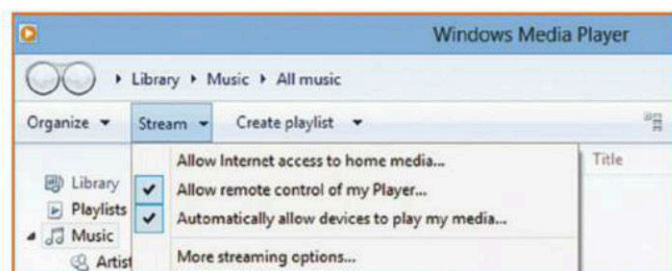 Windows Media Player
Library Music All music
Organize Stream Create playlist
Allow Internet access to home media...
Title
Library
Allow remote control of my Player...
Playlists
Automatically allow devices to play my media...
Music
Artist
More streaming options...